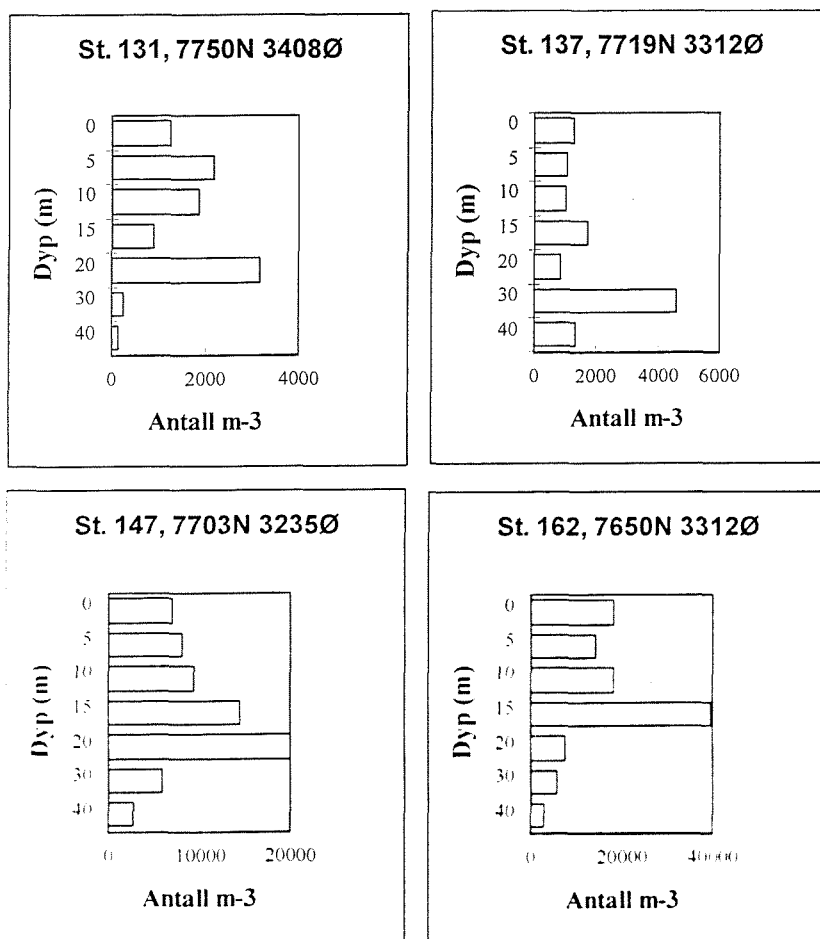 St. 131, 7750N 3408Ø
Dyp (m)
0
5
10
15
20
30
40
0 2000 4000
Antall m-3
St. 137, 7719N 3312Ø
Dyp (m)
0
5
10
15
20
30
40
0 2000 4000 6000
Antall m-3
St. 147, 7703N 3235Ø
Dyp (m)
0
5
10
15
20
30
40
0 10000 20000
Antall m-3
St. 162, 7650N 3312Ø
Dyp (m)
0
5
10
15
20
30
40
0 20000 40000
Antall m-3